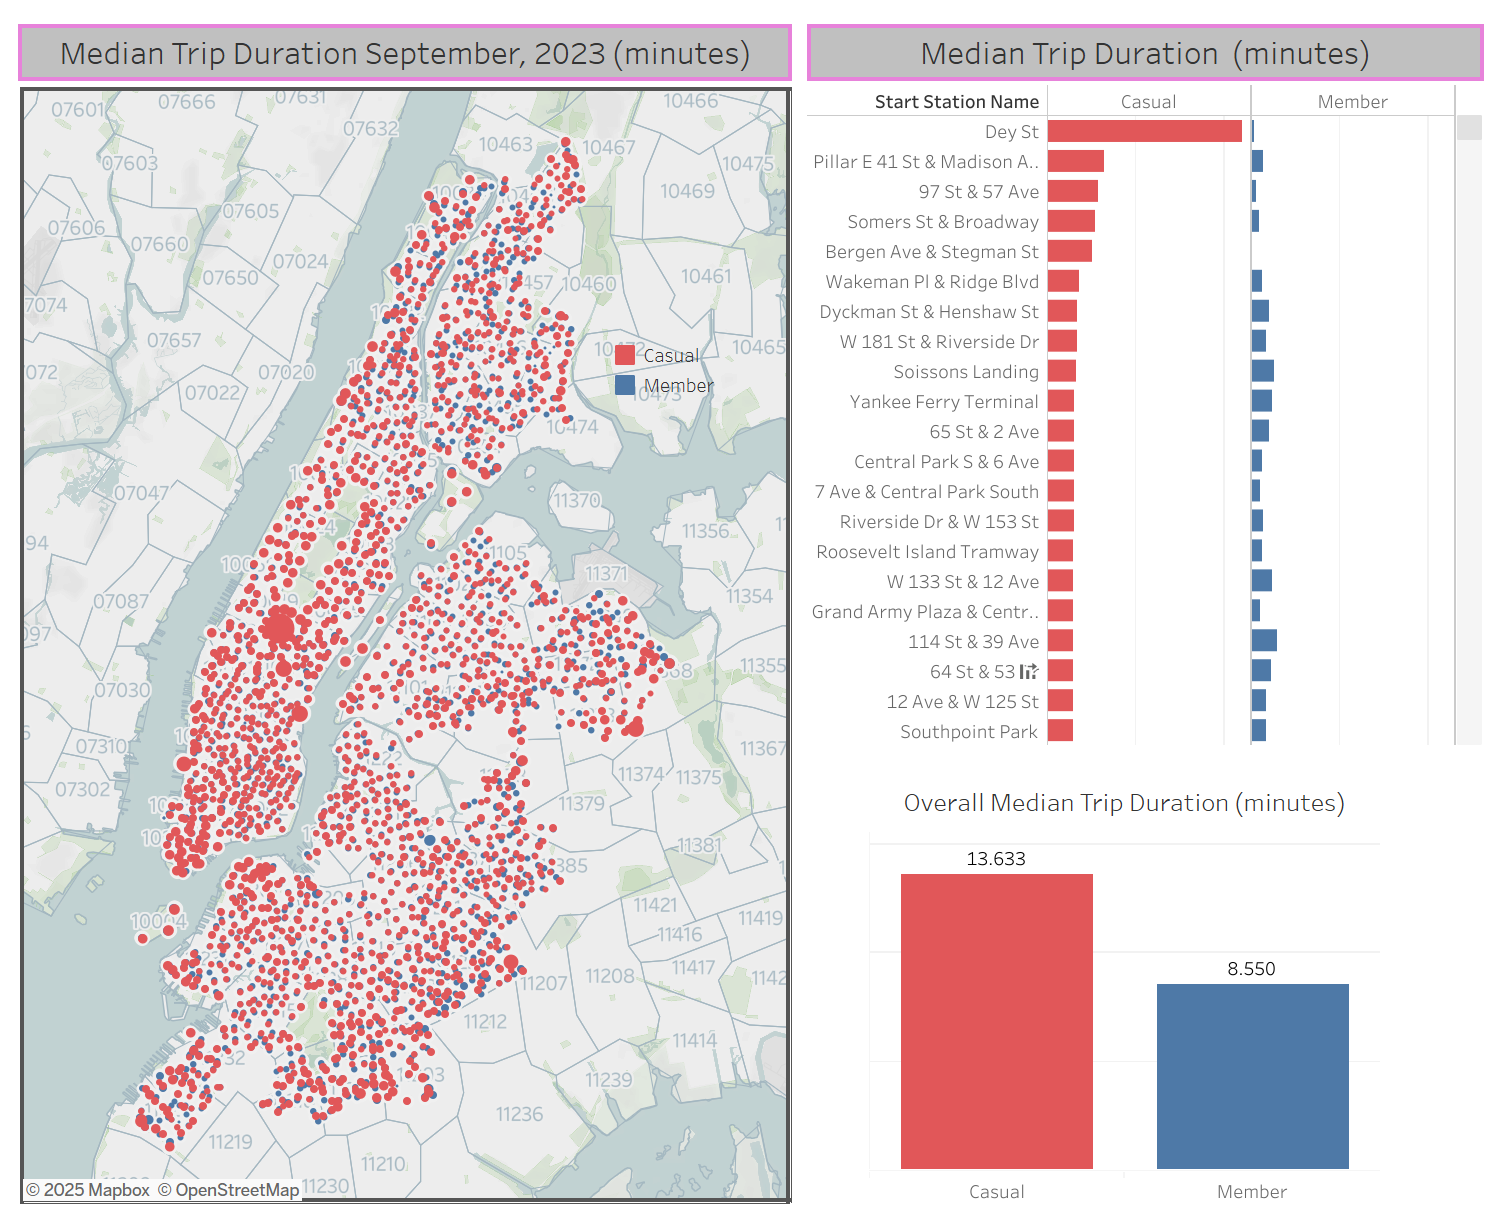 Median Trip Duration September, 2023 (minutes)
07601
07666
07631
07632
10466
10463
10467
10475
07603
10469
07605
07606
07660
07024
07650
10461
10460
457
07074
07657
10472
10465
Casual
Member
10473
072
07020
07022
10474
07047
11370
11356
94
1105
11371
11354
07087
097
11355
07030
07310
11367
11374
11375
07302
11379
11381
385
11421
11419
11416
11417
1142
11208
11207
11212
11414
11239
11236
11219
11210
11230
© 2025 Mapbox © OpenStreetMap
Median Trip Duration (minutes)
Start Station Name Casual Member
Dey St
Pillar E 41 St & Madison A..
97 St & 57 Ave
Somers St & Broadway
Bergen Ave & Stegman St
Wakeman Pl & Ridge Blvd
Dyckman St & Henshaw St
W 181 St & Riverside Dr
Soissons Landing
Yankee Ferry Terminal
65 St & 2 Ave
Central Park S & 6 Ave
7 Ave & Central Park South
Riverside Dr & W 153 St
Roosevelt Island Tramway
W 133 St & 12 Ave
Grand Army Plaza & Centr..
114 St & 39 Ave
64 St & 53
12 Ave & W 125 St
Southpoint Park
Overall Median Trip Duration (minutes)
13.633
8.550
Casual Member